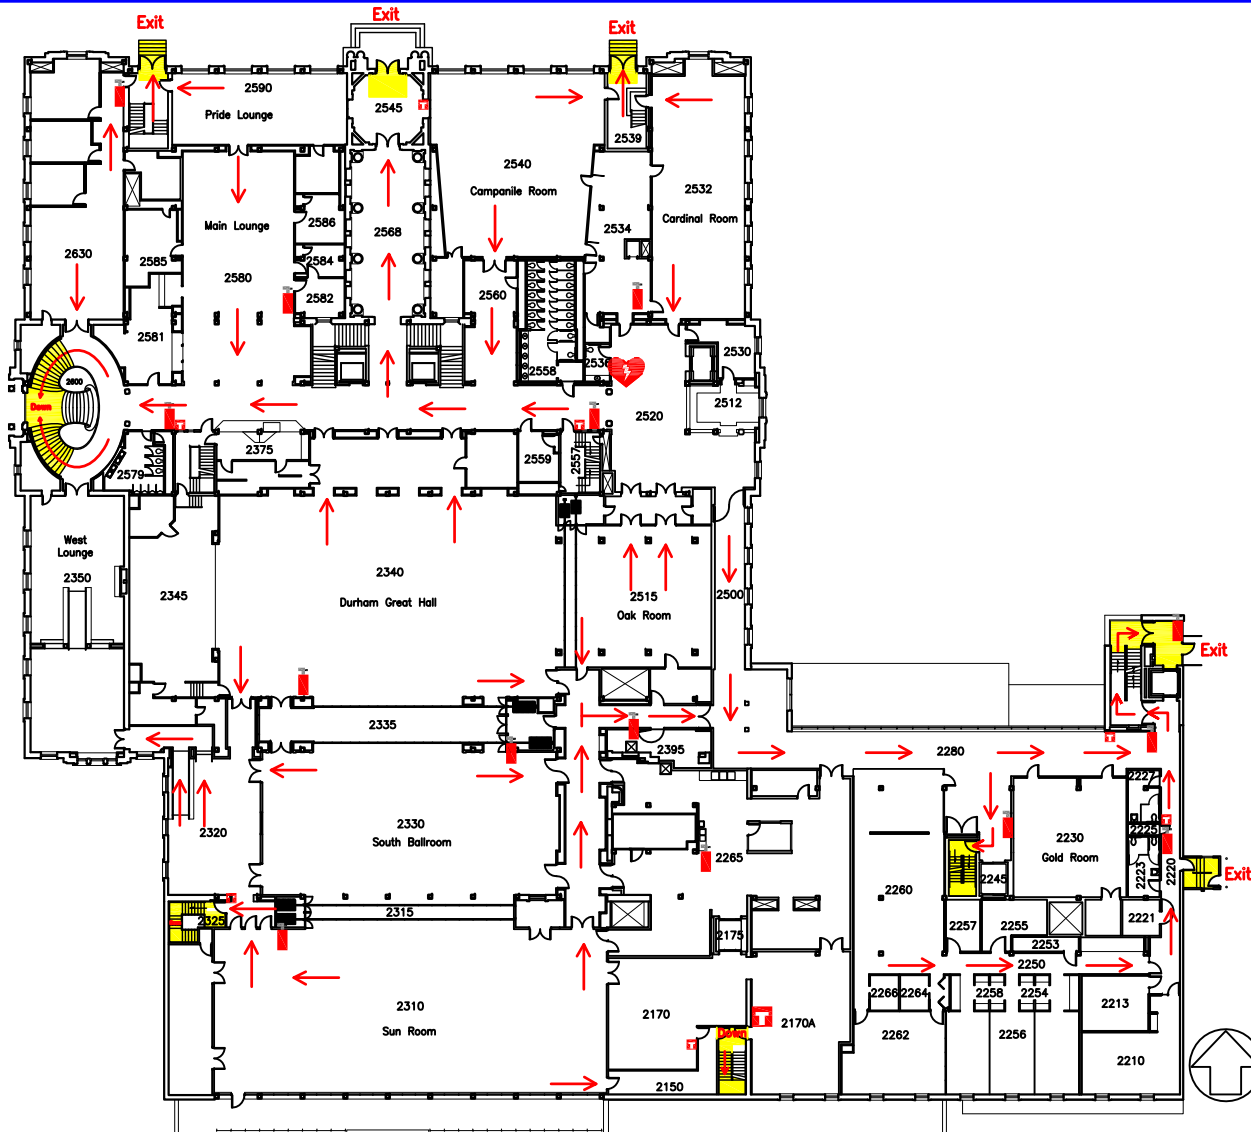 Exit
Exit
Exit
2590
Pride Lounge
2545
2539
2540
Campanile Room
2532
Cardinal Room
Main Lounge
2586
2568
2534
2630
2585
2584
2580
2582
2560
2581
2530
2536
2558
2600
Down
2512
2520
2375
2557
2559
2579
West
Lounge
2350
2345
2340
Durham Great Hall
2515
Oak Room
2500
Exit
2335
2395
2280
2227
2320
2330
South Ballroom
2265
2230
Gold Room
2225
2223
2220
2245
Exit
2260
2315
2325
2257
2255
2221
2175
2253
2250
2266
2264
2258
2254
2213
2310
Sun Room
2170
2170A
Down
2262
2256
2210
2150
T
T
T
T
T
T
T